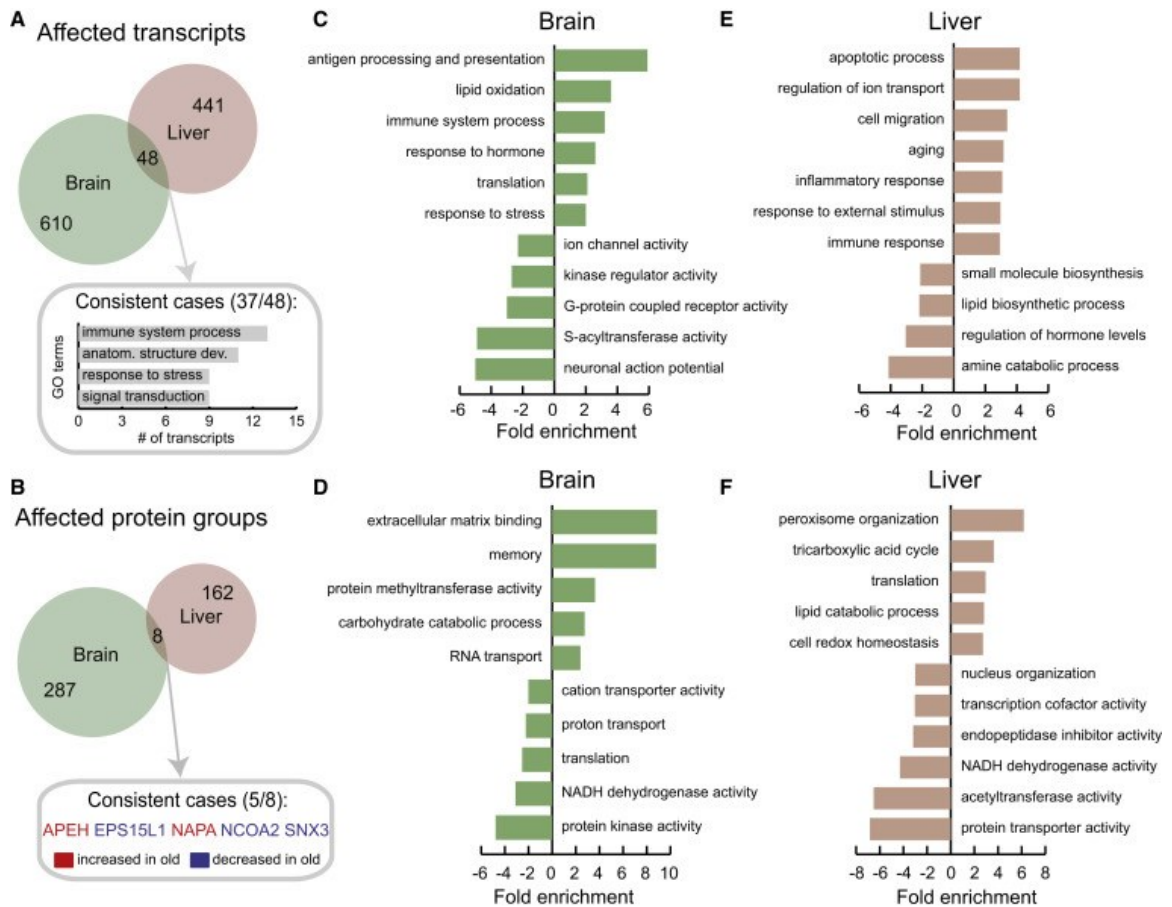 A
Affected transcripts
441
Liver
48
Brain
610
Consistent cases (37/48):
GO terms
immune system process
anatom. structure dev.
response to stress
signal transduction
0 3 6 9 12 15
# of transcripts
B
Affected protein groups
162
Liver
8
Brain
287
Consistent cases (5/8):
APEH EPS15L1 NAPA NCOA2 SNX3
increased in old decreased in old
C
Brain
antigen processing and presentation
lipid oxidation
immune system process
response to hormone
translation
response to stress
ion channel activity
kinase regulator activity
G-protein coupled receptor activity
S-acyltransferase activity
neuronal action potential
-6 -4 -2 0 2 4 6
Fold enrichment
D
Brain
extracellular matrix binding
memory
protein methyltransferase activity
carbohydrate catabolic process
RNA transport
cation transporter activity
proton transport
translation
NADH dehydrogenase activity
protein kinase activity
-6 -4 -2 0 2 4 6 8 10
Fold enrichment
E
Liver
apoptotic process
regulation of ion transport
cell migration
aging
inflammatory response
response to external stimulus
immune response
small molecule biosynthesis
lipid biosynthetic process
regulation of hormone levels
amine catabolic process
-6 -4 -2 0 2 4 6
Fold enrichment
F
Liver
peroxisome organization
tricarboxylic acid cycle
translation
lipid catabolic process
cell redox homeostasis
nucleus organization
transcription cofactor activity
endopeptidase inhibitor activity
NADH dehydrogenase activity
acetyltransferase activity
protein transporter activity
-8 -6 -4 -2 0 2 4 6 8
Fold enrichment